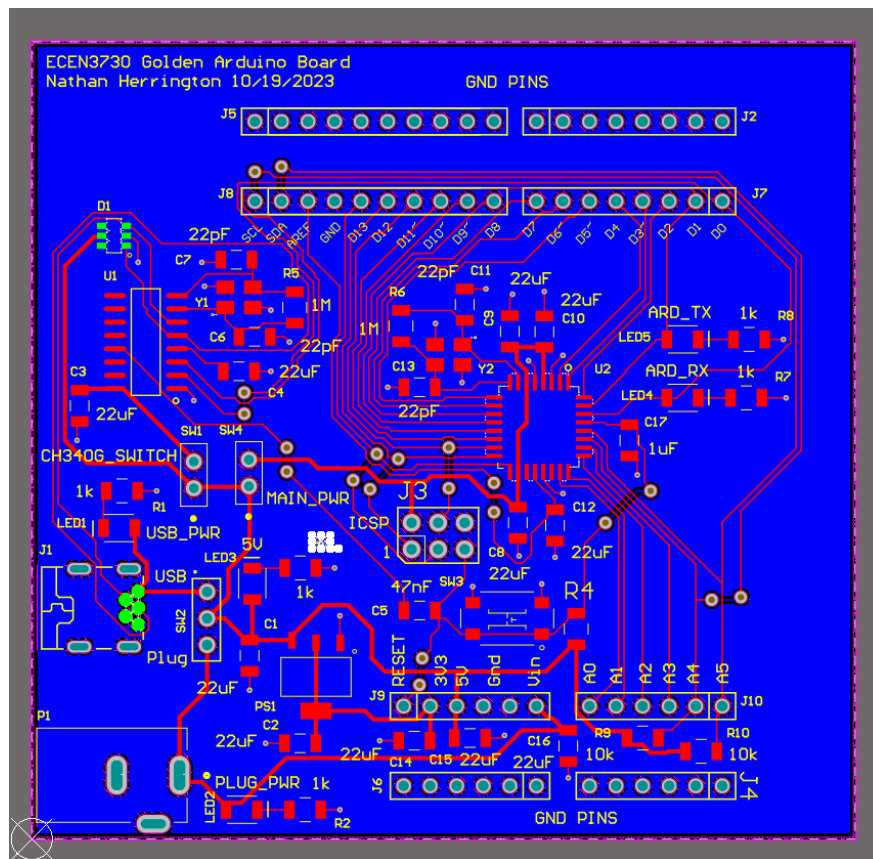 ECEN3730 Golden Arduino Board
Nathan Herrington 10/19/2023
GND PINS
J5
J2
J8
J7
SCL
SDA
AREF
GND
D13
D12
D11~
D10~
D9~
D8
D7
D6~
D5~
D4
D3~
D2
D1
D0
D1
22pF
C7
U1
Y1
R5
1M
C6
22pF
22uF
C4
C3
22uF
22pF
C11
R6
1M
C9
22uF
C10
C13
Y2
22pF
U2
ARD_TX
1k
R8
LED5
ARD_RX
1k
R7
LED4
C17
1uF
SW1
SW4
CH340G_SWITCH
MAIN_PWR
1k
R1
LED1
USB_PWR
J3
ICSP
1
C12
22uF
C8
22uF
5V
LED3
1k
J1
USB
SW2
Plug
C1
22uF
47nF
C5
SW3
R4
RESET
3V3
5V
Gnd
Vin
A0
A1
A2
A3
A4
A5
J9
J10
PS1
P1
C2
22uF
22uF
C14
C15
22uF
C16
22uF
R9
10k
R10
10k
PLUG_PWR
1k
LED2
R2
J6
J4
GND PINS